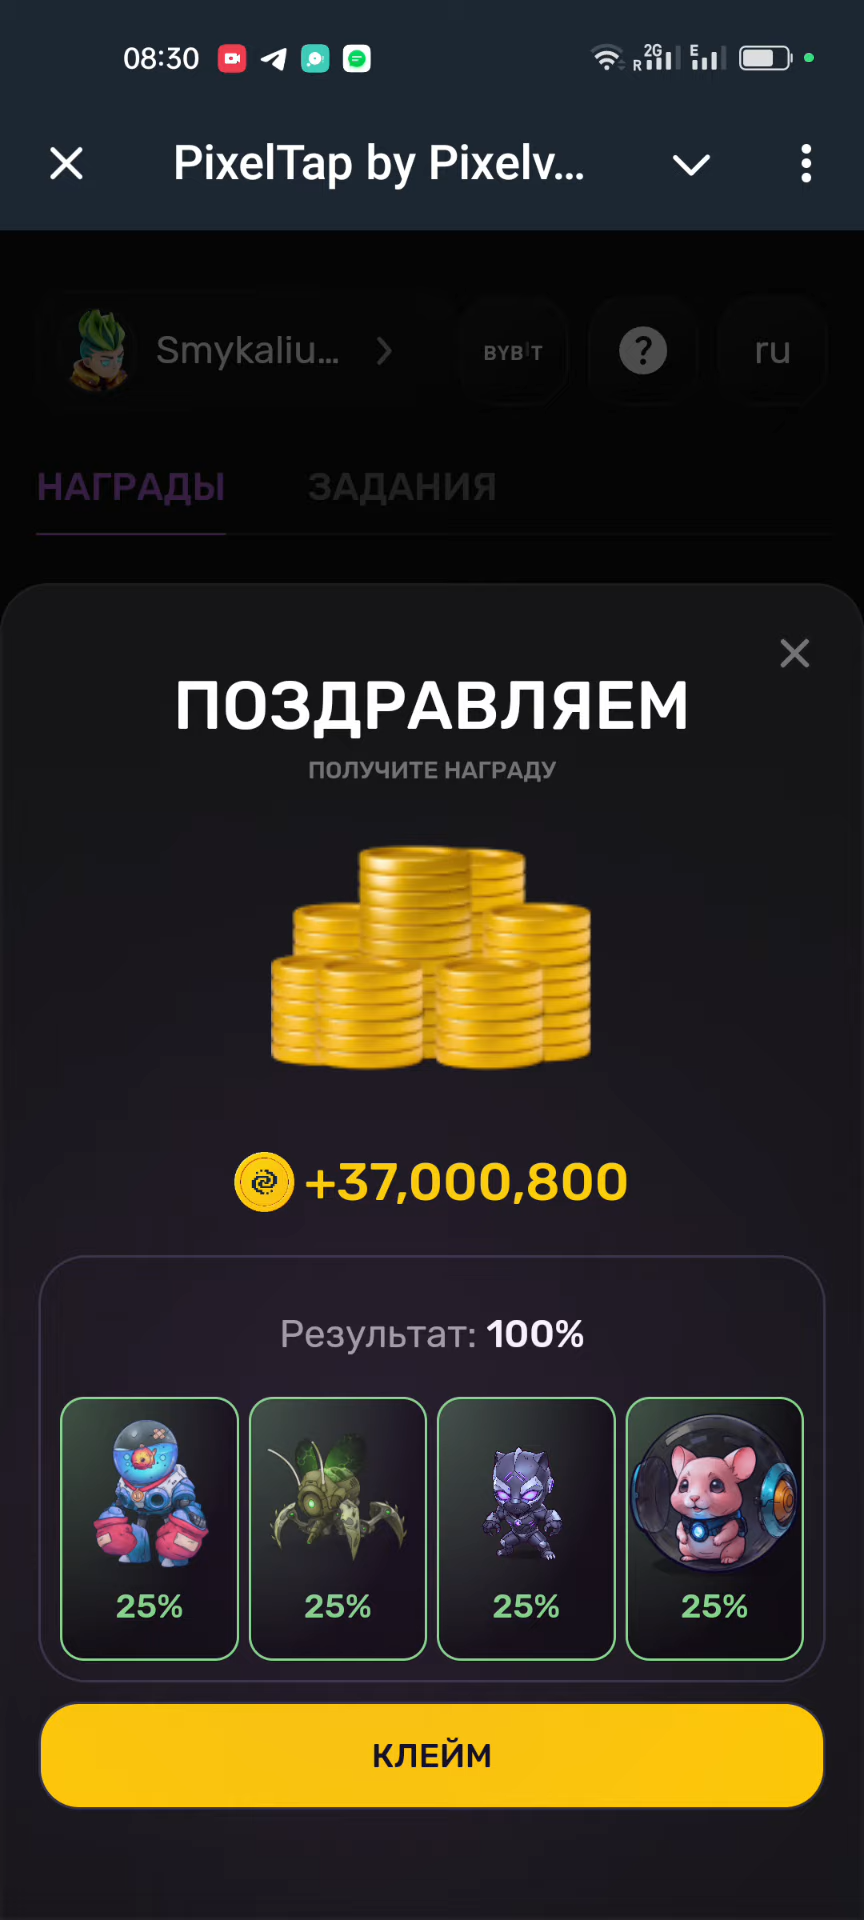 08:30
R 2G E
PixelTap by Pixelv...
Smykaliu...
BYBIT
?
ru
НАГРАДЫ ЗАДАНИЯ
ПОЗДРАВЛЯЕМ
ПОЛУЧИТЕ НАГРАДУ
+37,000,800
Результат: 100%
25% 25% 25% 25%
КЛЕЙМ